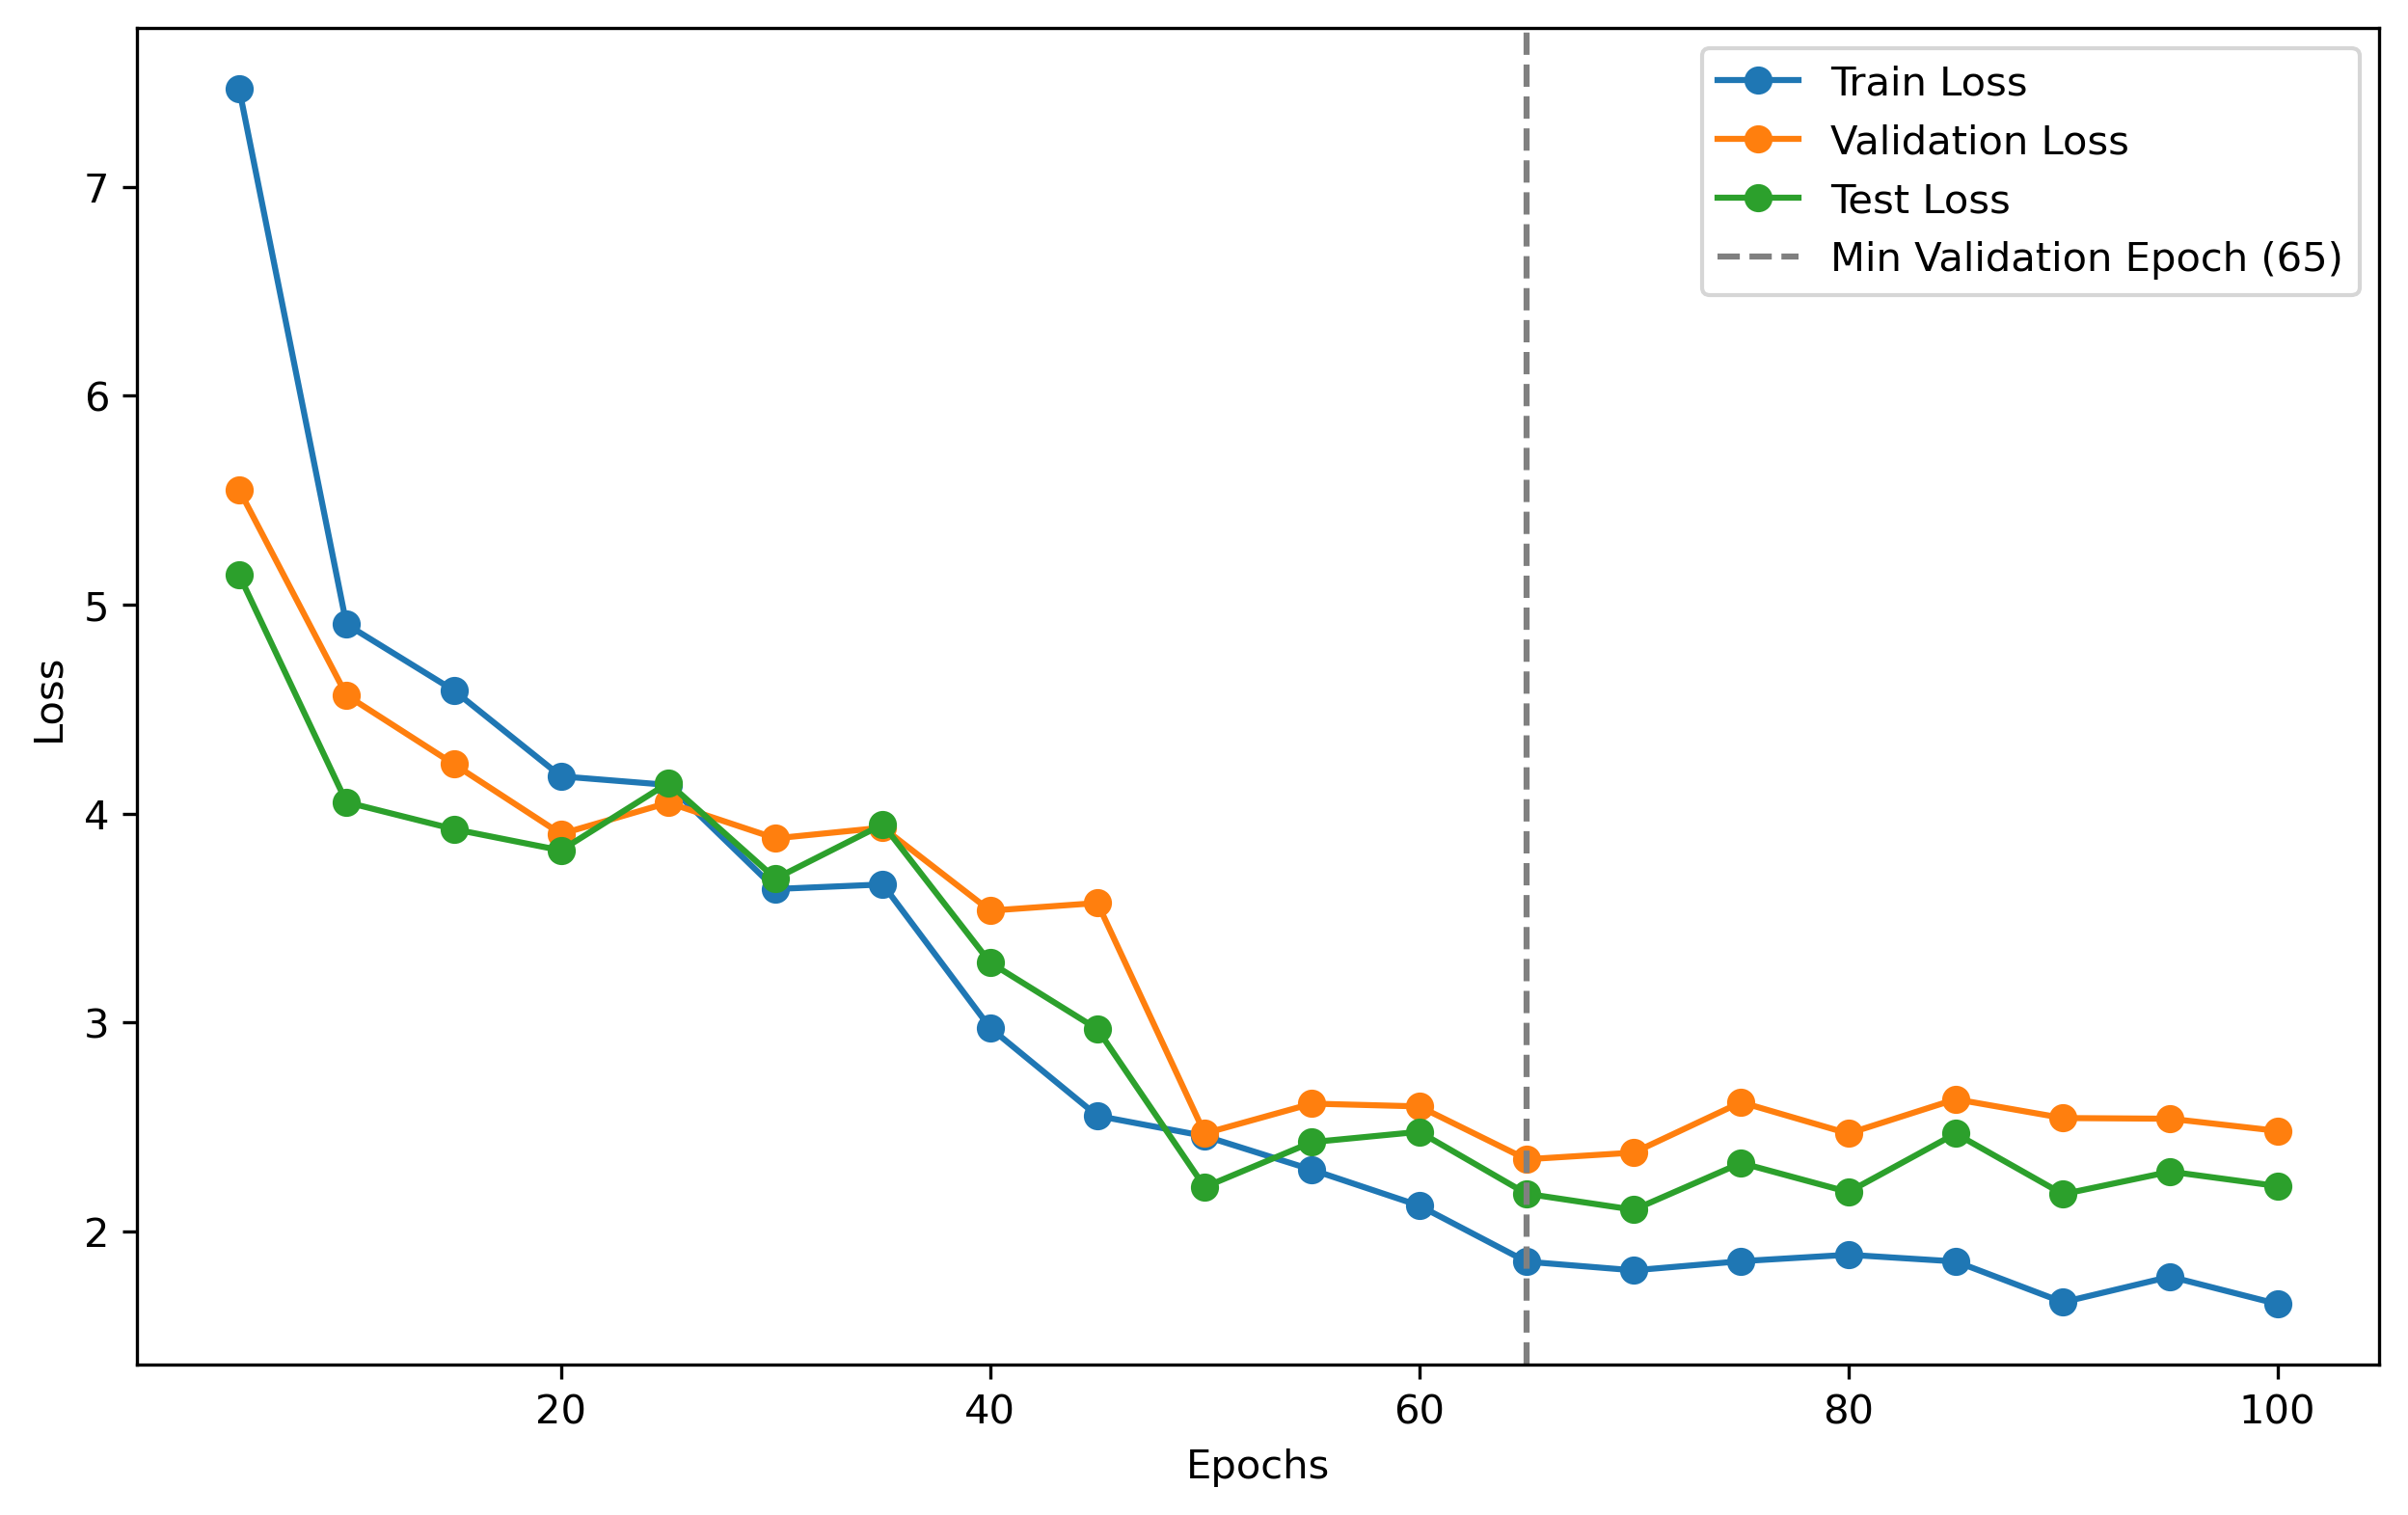 Train Loss
Validation Loss
Test Loss
Min Validation Epoch (65)
7
6
5
4
3
2
Loss
20 40 60 80 100
Epochs